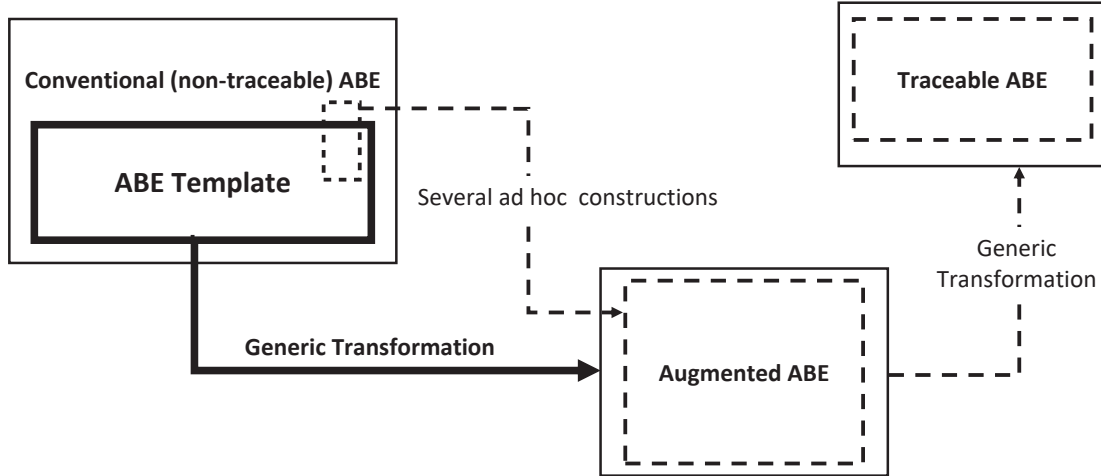 Conventional (non-traceable) ABE
ABE Template
Traceable ABE
Several ad hoc constructions
Generic
Transformation
Generic Transformation
Augmented ABE